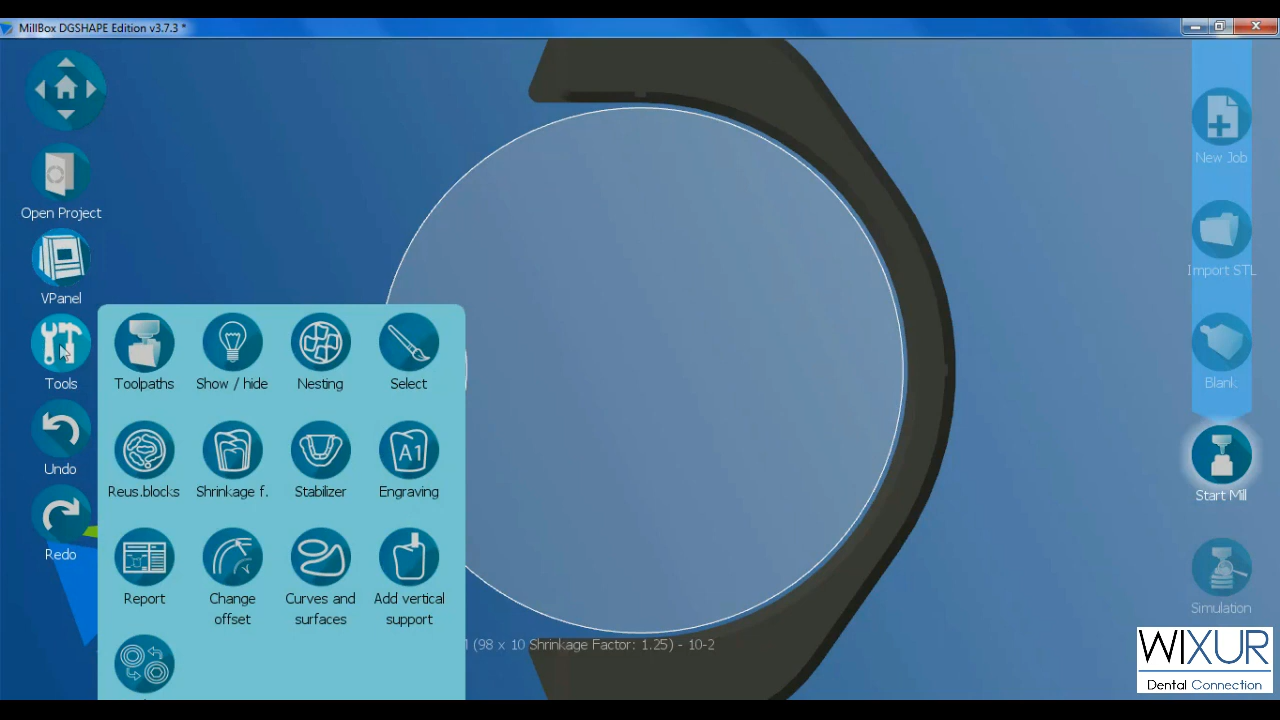 MillBox DGSHAPE Edition v3.7.3 *
Open Project
VPanel
Tools
Undo
Redo
Toolpaths
Show / hide
Nesting
Select
Reus.blocks
Shrinkage f.
Stabilizer
Engraving
A1
Report
Change
offset
Curves and
surfaces
Add vertical
support
(98 x 10 Shrinkage Factor: 1.25) - 10-2
New Job
Import STL
Blank
Start Mill
Simulation
WIXUR
Dental Connection